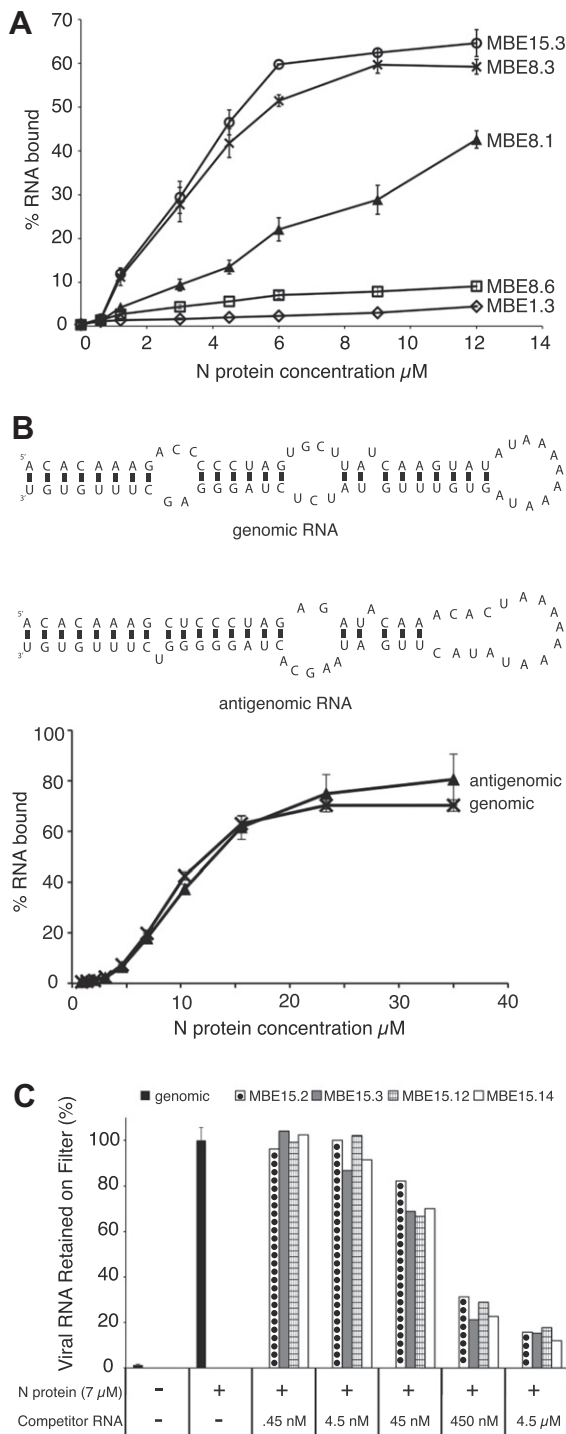 A
% RNA bound
70
60
50
40
30
20
10
0
0 2 4 6 8 10 12 14
MBE15.3
MBE8.3
MBE8.1
MBE8.6
MBE1.3
N protein concentration µM
B
5' A C A C A A A G A C C C C C C U A G U G C U U A U C A A G U A U A U A A A A A
3' U G U G U U U C G A G G G A U C U C U A U G U U U G U G A U A A A
genomic RNA
5' A C A C A A A G C U C C C U A G A G A U A C A A A C A C U A A A A
3' U G U G U U U C U G G G G A U C A C G A A U A G U U C A U A U A A A
antigenomic RNA
% RNA bound
100
80
60
40
20
0
0 10 20 30 40
antigenomic
genomic
N protein concentration µM
C
genomic MBE15.2 MBE15.3 MBE15.12 MBE15.14
Viral RNA Retained on Filter (%)
100
80
60
40
20
0
N protein (7 µM) - + + + + + +
Competitor RNA - - .45 nM 4.5 nM 45 nM 450 nM 4.5 µM